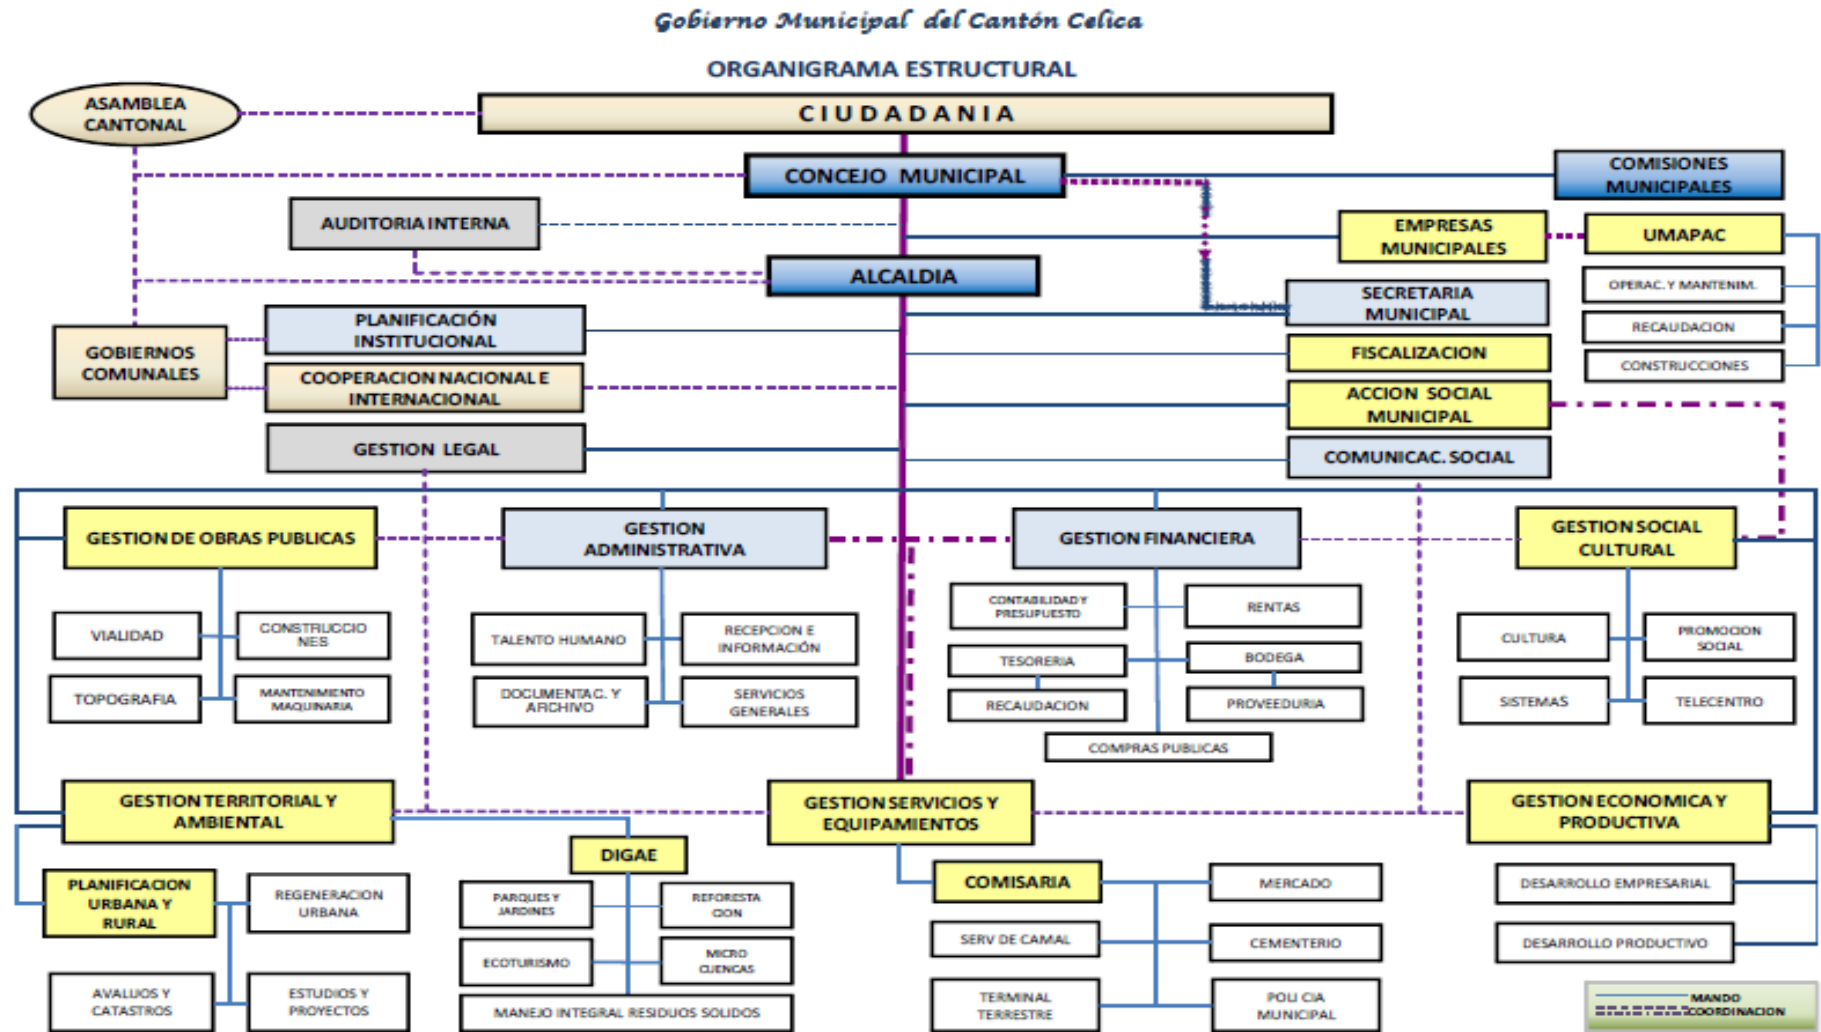 Gobierno Municipal del Cantón Celica
ORGANIGRAMA ESTRUCTURAL
ASAMBLEA
CANTONAL
CIUDADANIA
CONCEJO MUNICIPAL
COMISIONES
MUNICIPALES
AUDITORIA INTERNA
EMPRESAS
MUNICIPALES
UMAPAC
ALCALDIA
OPERAC. Y MANTENIM.
SECRETARIA
MUNICIPAL
RECAUDACION
PLANIFICACIÓN
INSTITUCIONAL
GOBIERNOS
COMUNALES
FISCALIZACION
CONSTRUCCIONES
COOPERACION NACIONAL E
INTERNACIONAL
ACCION SOCIAL
MUNICIPAL
GESTION LEGAL
COMUNICAC. SOCIAL
GESTION DE OBRAS PUBLICAS
GESTION
ADMINISTRATIVA
GESTION FINANCIERA
GESTION SOCIAL
CULTURAL
VIALIDAD
CONSTRUCCIO
NES
TOPOGRAFIA
MANTENIMIENTO
MAQUINARIA
TALENTO HUMANO
RECEPCION E
INFORMACIÓN
DOCUMENTAC. Y
ARCHIVO
SERVICIOS
GENERALES
CONTABILIDAD Y
PRESUPUESTO
RENTAS
TESORERIA
BODEGA
RECAUDACION
PROVEEDURIA
COMPRAS PUBLICAS
CULTURA
PROMOCION
SOCIAL
SISTEMAS
TELECENTRO
GESTION TERRITORIAL Y
AMBIENTAL
GESTION SERVICIOS Y
EQUIPAMIENTOS
GESTION ECONOMICA Y
PRODUCTIVA
DIGAE
PLANIFICACION
URBANA Y
RURAL
REGENERACION
URBANA
AVALUOS Y
CATASTROS
ESTUDIOS Y
PROYECTOS
PARQUES Y
JARDINES
REFORESTA
CION
ECOTURISMO
MICRO
CUENCAS
MANEJO INTEGRAL RESIDUOS SOLIDOS
COMISARIA
MERCADO
SERV DE CAMAL
CEMENTERIO
TERMINAL
TERRESTRE
POLI CIA
MUNICIPAL
DESARROLLO EMPRESARIAL
DESARROLLO PRODUCTIVO
MANDO
COORDINACION